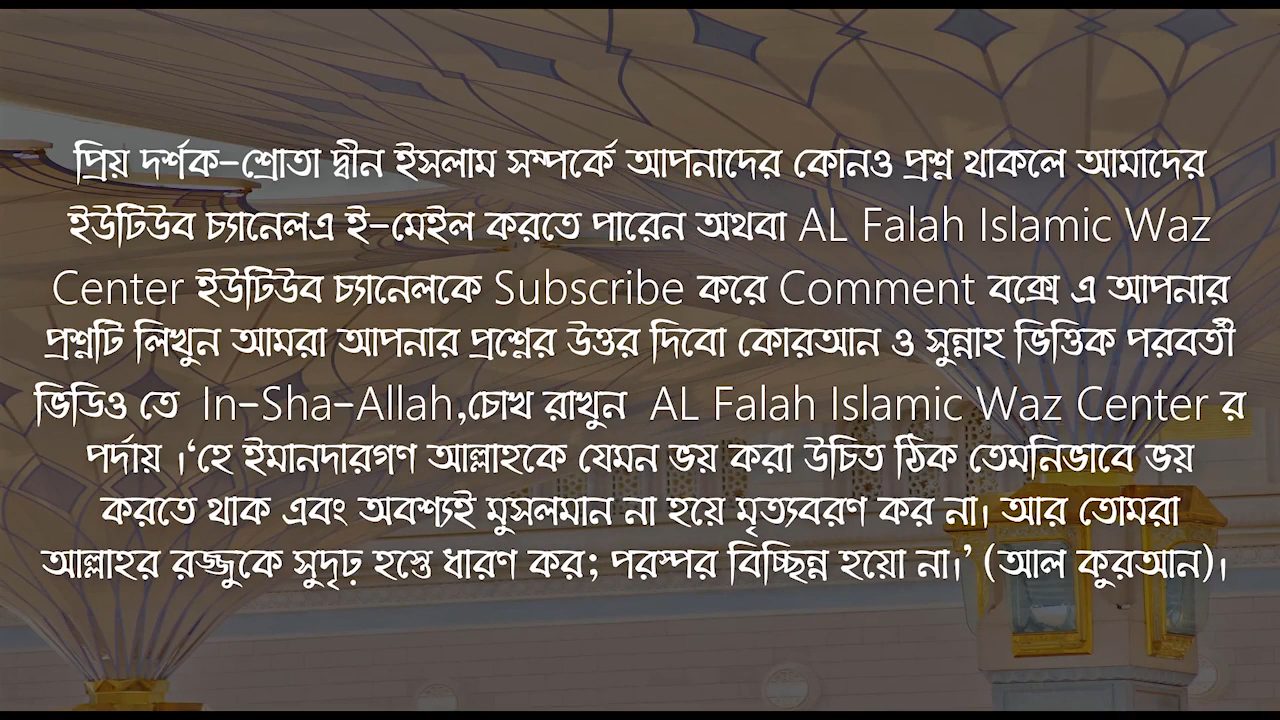 প্রিয় দর্শক-শ্রোতা দ্বীন ইসলাম সম্পর্কে আপনাদের কোনও প্রশ্ন থাকলে আমাদের
ইউটিউব চ্যানেলএ ই-মেইল করতে পারেন অথবা AL Falah Islamic Waz
Center ইউটিউব চ্যানেলকে Subscribe করে Comment বক্সে এ আপনার
প্রশ্নটি লিখুন আমরা আপনার প্রশ্নের উত্তর দিবো কোরআন ও সুন্নাহ ভিত্তিক পরবর্তী
ভিডিও তে In-Sha-Allah,চোখ রাখুন AL Falah Islamic Waz Center র
পর্দায় ।‘হে ইমানদারগণ আল্লাহকে যেমন ভয় করা উচিত ঠিক তেমনিভাবে ভয়
করতে থাক এবং অবশ্যই মুসলমান না হয়ে মৃত্যবরণ কর না। আর তোমরা
আল্লাহর রজ্জুকে সুদৃঢ় হস্তে ধারণ কর; পরস্পর বিচ্ছিন্ন হয়ো না।’ (আল কুরআন)।